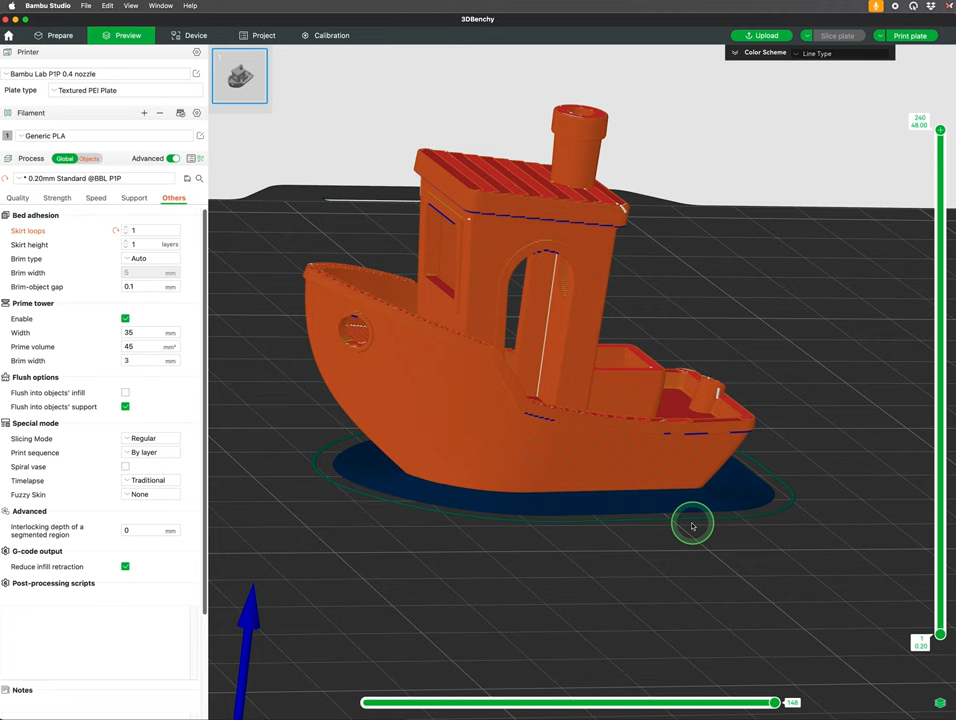 Bambu Studio File Edit View Window Help
3DBenchy
Prepare Preview Device Project Calibration Upload Slice plate Print plate
Printer
Color Scheme Line Type
Bambu Lab P1P 0.4 nozzle
Plate type Textured PEI Plate
Filament
1 Generic PLA
240
48.00
Process Global Objects Advanced
* 0.20mm Standard @BBL P1P
Quality Strength Speed Support Others
Bed adhesion
Skirt loops 1
Skirt height 1 layers
Brim type Auto
Brim width 5 mm
Brim-object gap 0.1 mm
Prime tower
Enable
Width 35 mm
Prime volume 45 mm³
Brim width 3 mm
Flush options
Flush into objects' infill
Flush into objects' support
Special mode
Slicing Mode Regular
Print sequence By layer
Spiral vase
Timelapse Traditional
Fuzzy Skin None
Advanced
Interlocking depth of a
segmented region 0 mm
G-code output
Reduce infill retraction
Post-processing scripts
1
0.20
Notes
148